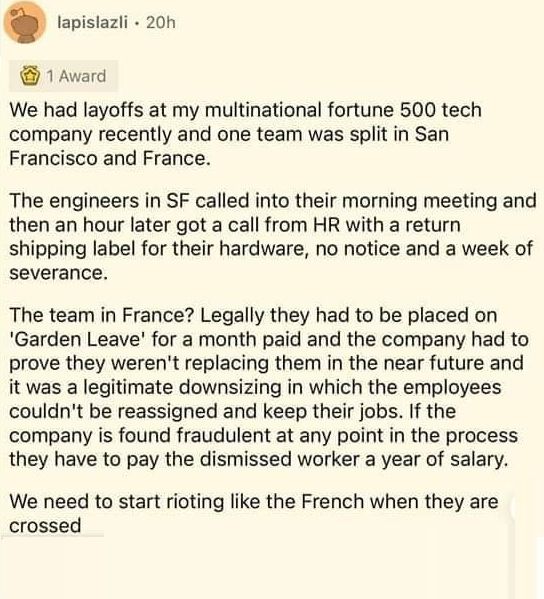 lapislazli · 20h
1 Award
We had layoffs at my multinational fortune 500 tech
company recently and one team was split in San
Francisco and France.
The engineers in SF called into their morning meeting and
then an hour later got a call from HR with a return
shipping label for their hardware, no notice and a week of
severance.
The team in France? Legally they had to be placed on
'Garden Leave' for a month paid and the company had to
prove they weren't replacing them in the near future and
it was a legitimate downsizing in which the employees
couldn't be reassigned and keep their jobs. If the
company is found fraudulent at any point in the process
they have to pay the dismissed worker a year of salary.
We need to start rioting like the French when they are
crossed